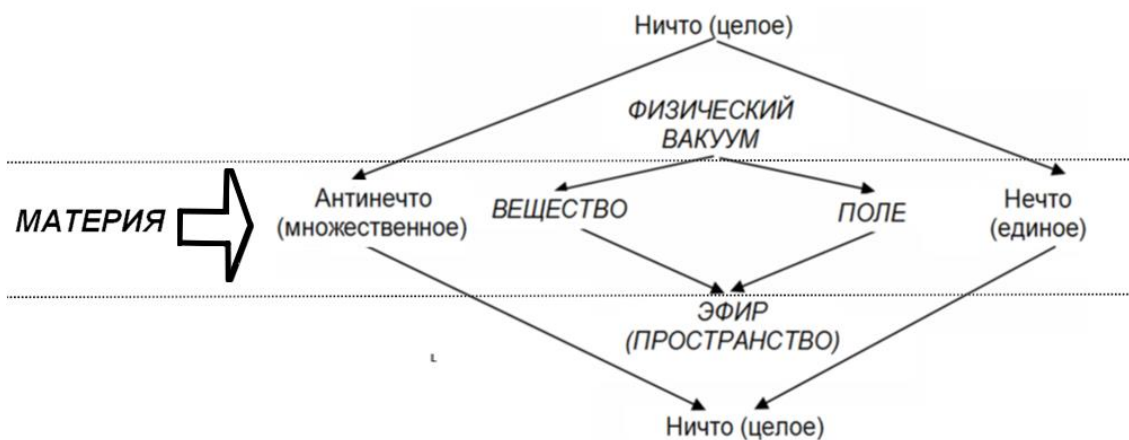 Ничто (целое)
ФИЗИЧЕСКИЙ
ВАКУУМ
МАТЕРИЯ
Антинечто
(множественное)
ВЕЩЕСТВО
ПОЛЕ
Нечто
(единое)
ЭФИР
(ПРОСТРАНСТВО)
L
Ничто (целое)